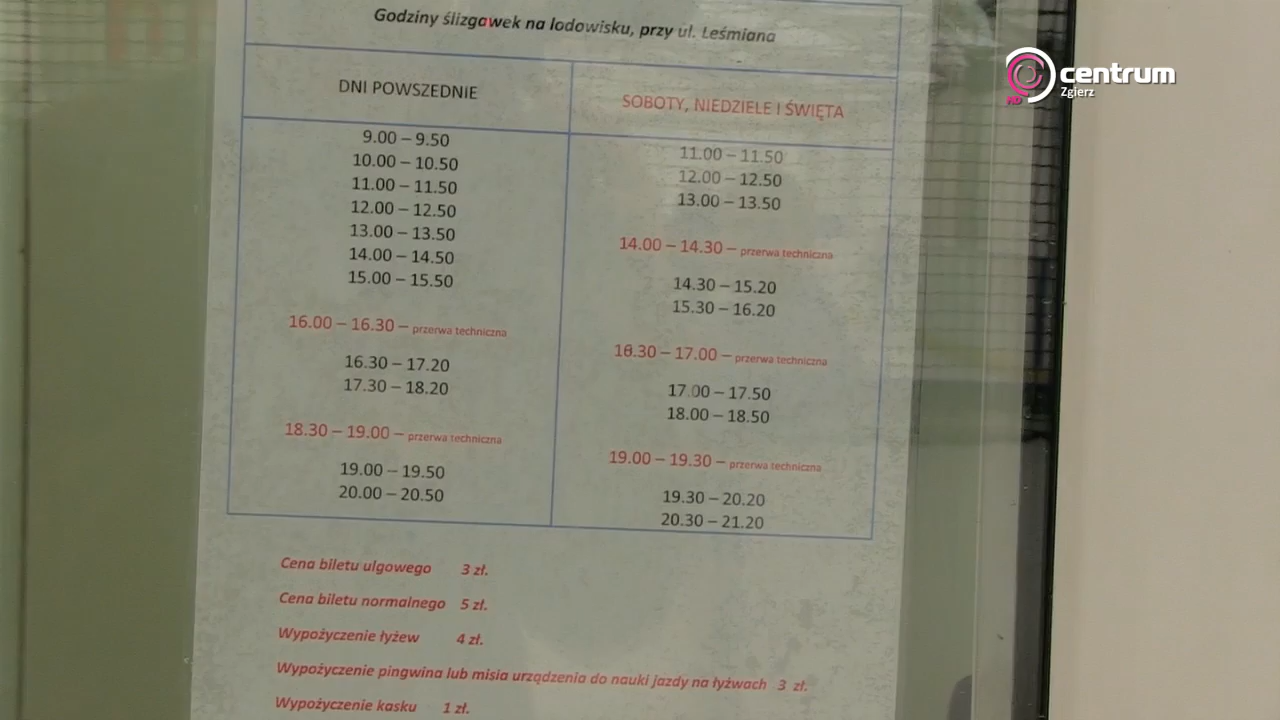 Godziny ślizgawek na lodowisku, przy ul. Leśmiana
DNI POWSZEDNIE
9.00 – 9.50
10.00 – 10.50
11.00 – 11.50
12.00 – 12.50
13.00 – 13.50
14.00 – 14.50
15.00 – 15.50
16.00 – 16.30 – przerwa techniczna
16.30 – 17.20
17.30 – 18.20
18.30 – 19.00 – przerwa techniczna
19.00 – 19.50
20.00 – 20.50
SOBOTY, NIEDZIELE I ŚWIĘTA
11.00 – 11.50
12.00 – 12.50
13.00 – 13.50
14.00 – 14.30 – przerwa techniczna
14.30 – 15.20
15.30 – 16.20
16.30 – 17.00 – przerwa techniczna
17.00 – 17.50
18.00 – 18.50
19.00 – 19.30 – przerwa techniczna
19.30 – 20.20
20.30 – 21.20
Cena biletu ulgowego 3 zł.
Cena biletu normalnego 5 zł.
Wypożyczenie łyżew 4 zł.
Wypożyczenie pingwina lub misia urządzenia do nauki jazdy na łyżwach 3 zł.
Wypożyczenie kasku 1 zł.
centrum
Zgierz
HD